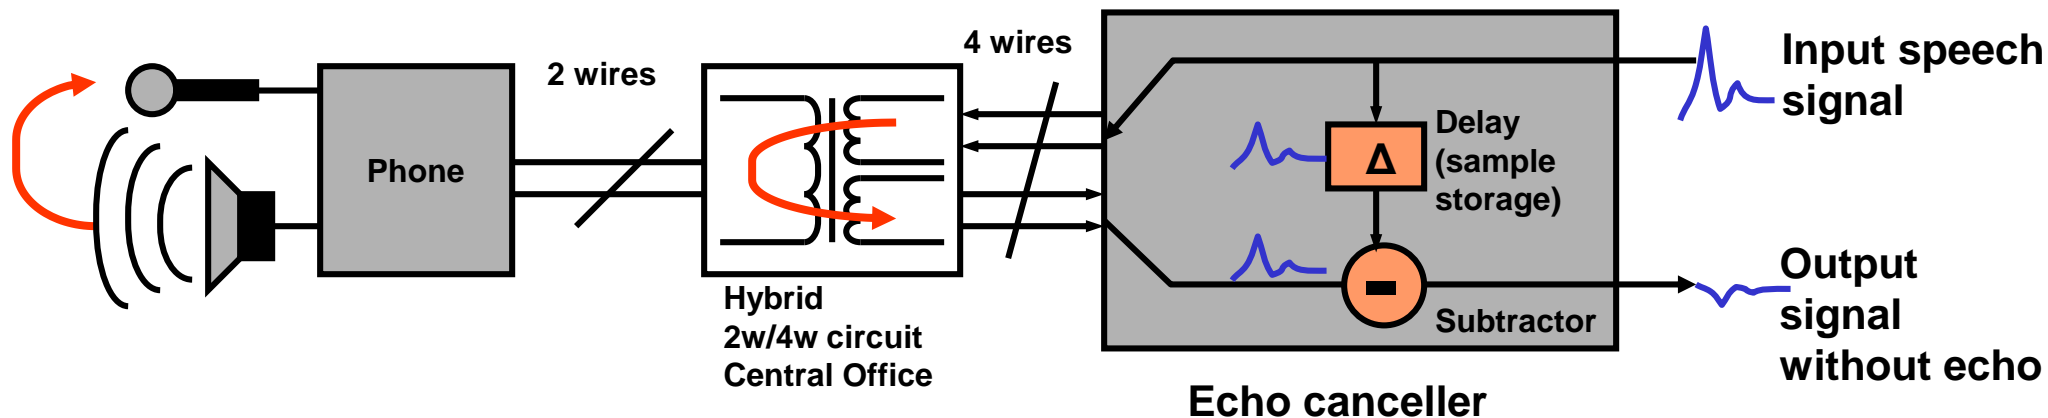 4 wires
2 wires
Input speech
signal
Phone
Delay
(sample
storage)
Δ
-
Subtractor
Hybrid
2w/4w circuit
Central Office
Output
signal
without echo
Echo canceller